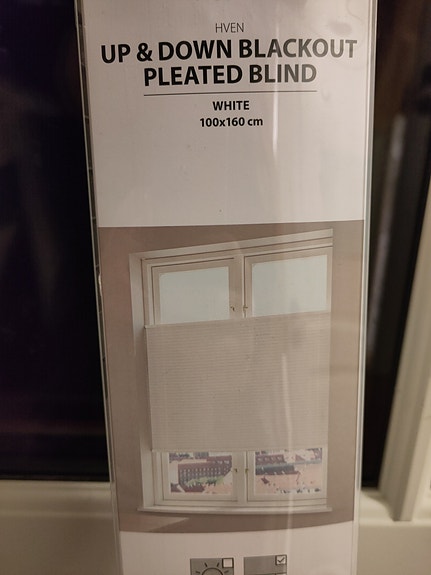 HVEN
UP & DOWN BLACKOUT
PLEATED BLIND
WHITE
100x160 cm